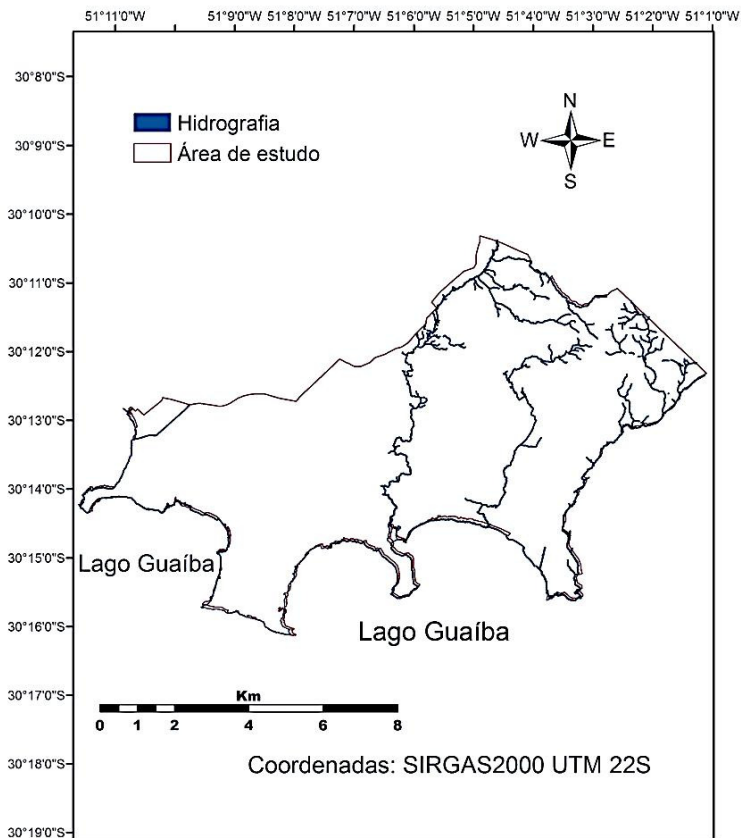 51°11'0"W 51°9'0"W 51°8'0"W 51°7'0"W 51°6'0"W 51°5'0"W 51°4'0"W 51°3'0"W 51°2'0"W 51°1'0"W
30°8'0"S
30°9'0"S
30°10'0"S
30°11'0"S
30°12'0"S
30°13'0"S
30°14'0"S
30°15'0"S
30°16'0"S
30°17'0"S
30°18'0"S
30°19'0"S
Hidrografia
Área de estudo
N
W E
S
Lago Guaíba
Lago Guaíba
Km
0 1 2 4 6 8
Coordenadas: SIRGAS2000 UTM 22S